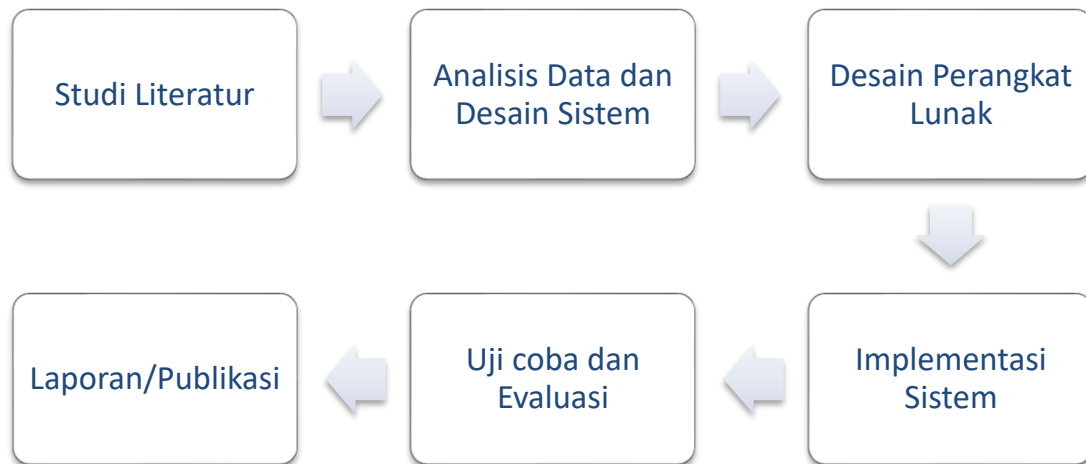 Studi Literatur
Analisis Data dan
Desain Sistem
Desain Perangkat
Lunak
Implementasi
Sistem
Uji coba dan
Evaluasi
Laporan/Publikasi